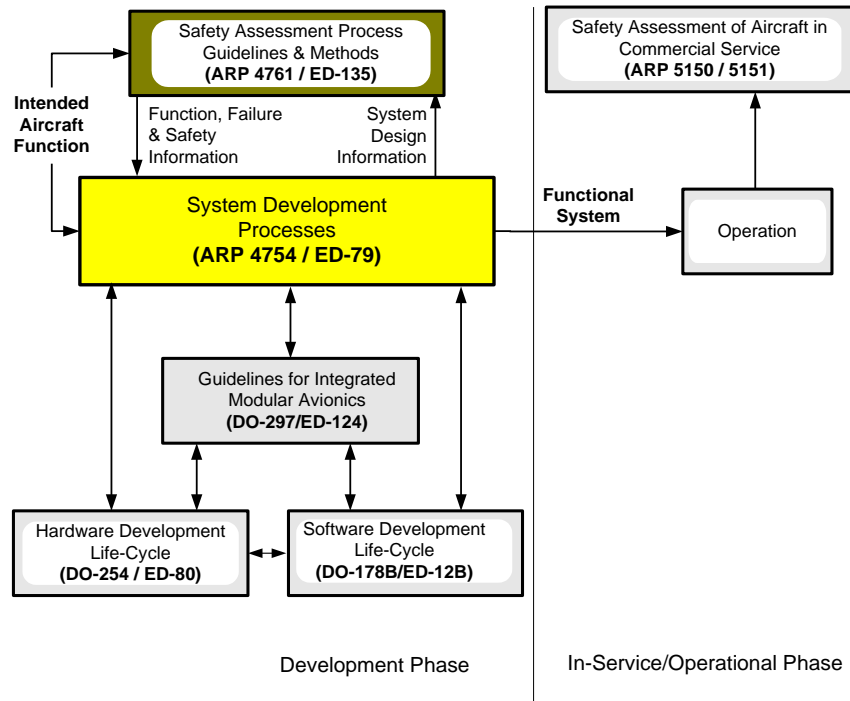 Safety Assessment Process
Guidelines & Methods
(ARP 4761 / ED-135)
Safety Assessment of Aircraft in
Commercial Service
(ARP 5150 / 5151)
Intended
Aircraft
Function
Function, Failure
& Safety
Information
System
Design
Information
System Development
Processes
(ARP 4754 / ED-79)
Functional
System
Operation
Guidelines for Integrated
Modular Avionics
(DO-297/ED-124)
Hardware Development
Life-Cycle
(DO-254 / ED-80)
Software Development
Life-Cycle
(DO-178B/ED-12B)
Development Phase
In-Service/Operational Phase